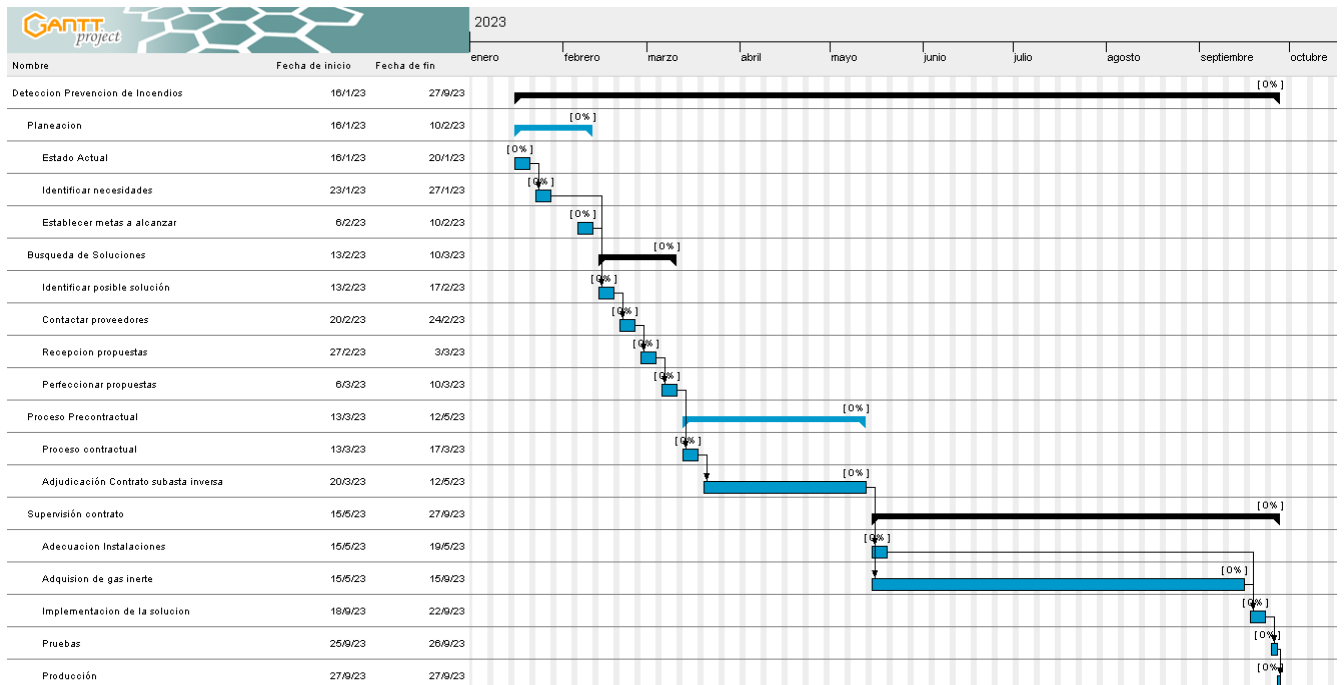 GANTT
project
2023
enero febrero marzo abril mayo junio julio agosto septiembre octubre
Nombre Fecha de inicio Fecha de fin
Deteccion Prevencion de Incendios 16/1/23 27/9/23 [0% ]
Planeacion 16/1/23 10/2/23 [0% ]
Estado Actual 16/1/23 20/1/23 [0% ]
Identificar necesidades 23/1/23 27/1/23 [0% ]
Establecer metas a alcanzar 6/2/23 10/2/23 [0% ]
Busqueda de Soluciones 13/2/23 10/3/23 [0% ]
Identificar posible solución 13/2/23 17/2/23 [0% ]
Contactar proveedores 20/2/23 24/2/23 [0% ]
Recepcion propuestas 27/2/23 3/3/23 [0% ]
Perfeccionar propuestas 6/3/23 10/3/23 [0% ]
Proceso Precontractual 13/3/23 12/5/23 [0% ]
Proceso contractual 13/3/23 17/3/23 [0% ]
Adjudicación Contrato subasta inversa 20/3/23 12/5/23 [0% ]
Supervisión contrato 15/5/23 27/9/23 [0% ]
Adecuacion Instalaciones 15/5/23 19/5/23 [0% ]
Adquision de gas inerte 15/5/23 15/9/23 [0% ]
Implementacion de la solucion 18/9/23 22/9/23 [0% ]
Pruebas 25/9/23 26/9/23 [0% ]
Producción 27/9/23 27/9/23 [0% ]